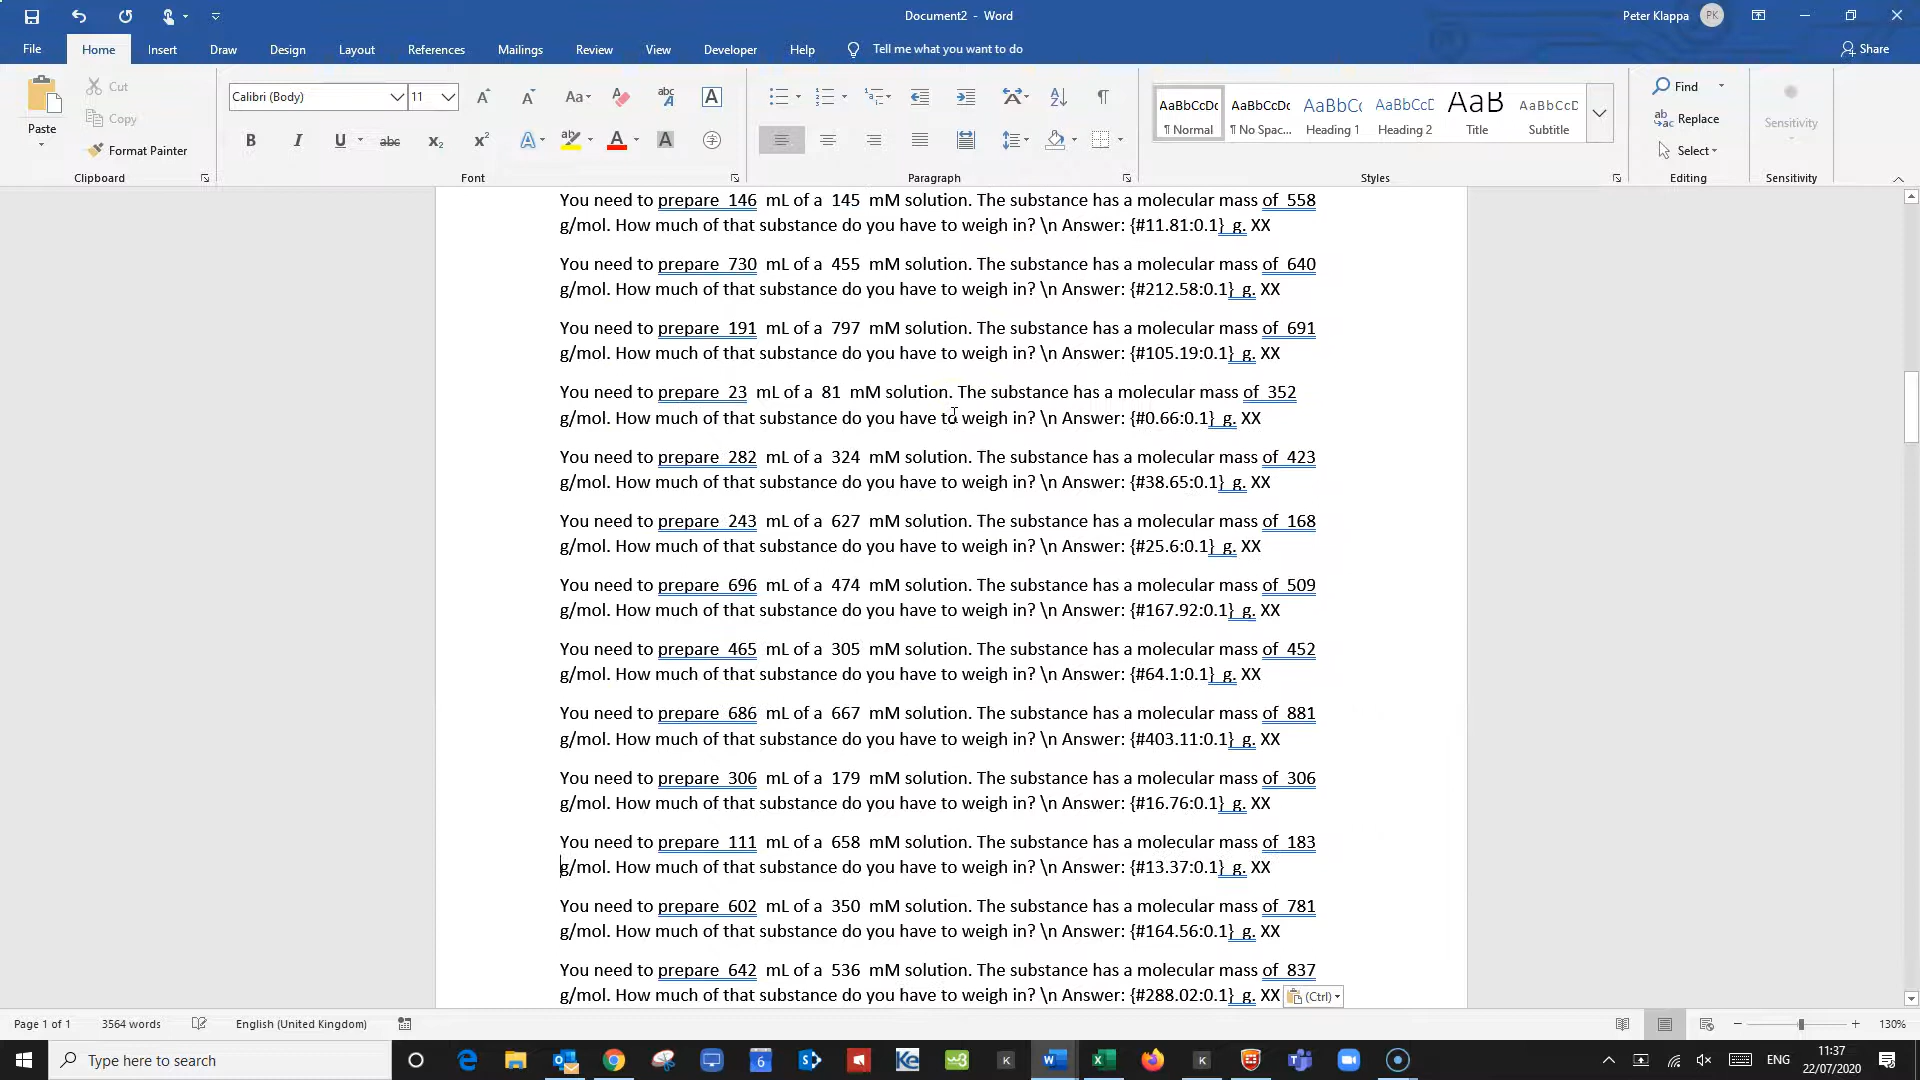 Document2 - Word
Peter Klappa
PK
File
Home
Insert
Draw
Design
Layout
References
Mailings
Review
View
Developer
Help
Tell me what you want to do
Share
Paste
Cut
Copy
Format Painter
Clipboard
Calibri (Body)
11
Font
Paragraph
AaBbCcDc
¶ Normal
AaBbCcDc
¶ No Spac...
AaBbCc
Heading 1
AaBbCcD
Heading 2
AaB
Title
AaBbCcD
Subtitle
Styles
Find
Replace
Select
Editing
Sensitivity
Sensitivity
You need to prepare  146  mL of a  145  mM solution. The substance has a molecular mass of  558
g/mol. How much of that substance do you have to weigh in? \n Answer: {#11.81:0.1}  g. XX
You need to prepare  730  mL of a  455  mM solution. The substance has a molecular mass of  640
g/mol. How much of that substance do you have to weigh in? \n Answer: {#212.58:0.1}  g. XX
You need to prepare  191  mL of a  797  mM solution. The substance has a molecular mass of  691
g/mol. How much of that substance do you have to weigh in? \n Answer: {#105.19:0.1}  g. XX
You need to prepare  23  mL of a  81  mM solution. The substance has a molecular mass of  352
g/mol. How much of that substance do you have to weigh in? \n Answer: {#0.66:0.1}  g. XX
You need to prepare  282  mL of a  324  mM solution. The substance has a molecular mass of  423
g/mol. How much of that substance do you have to weigh in? \n Answer: {#38.65:0.1}  g. XX
You need to prepare  243  mL of a  627  mM solution. The substance has a molecular mass of  168
g/mol. How much of that substance do you have to weigh in? \n Answer: {#25.6:0.1}  g. XX
You need to prepare  696  mL of a  474  mM solution. The substance has a molecular mass of  509
g/mol. How much of that substance do you have to weigh in? \n Answer: {#167.92:0.1}  g. XX
You need to prepare  465  mL of a  305  mM solution. The substance has a molecular mass of  452
g/mol. How much of that substance do you have to weigh in? \n Answer: {#64.1:0.1}  g. XX
You need to prepare  686  mL of a  667  mM solution. The substance has a molecular mass of  881
g/mol. How much of that substance do you have to weigh in? \n Answer: {#403.11:0.1}  g. XX
You need to prepare  306  mL of a  179  mM solution. The substance has a molecular mass of  306
g/mol. How much of that substance do you have to weigh in? \n Answer: {#16.76:0.1}  g. XX
You need to prepare  111  mL of a  658  mM solution. The substance has a molecular mass of  183
g/mol. How much of that substance do you have to weigh in? \n Answer: {#13.37:0.1}  g. XX
You need to prepare  602  mL of a  350  mM solution. The substance has a molecular mass of  781
g/mol. How much of that substance do you have to weigh in? \n Answer: {#164.56:0.1}  g. XX
You need to prepare  642  mL of a  536  mM solution. The substance has a molecular mass of  837
g/mol. How much of that substance do you have to weigh in? \n Answer: {#288.02:0.1}  g. XX
(Ctrl)
Page 1 of 1
3564 words
English (United Kingdom)
130%
Type here to search
ENG
11:37
22/07/2020